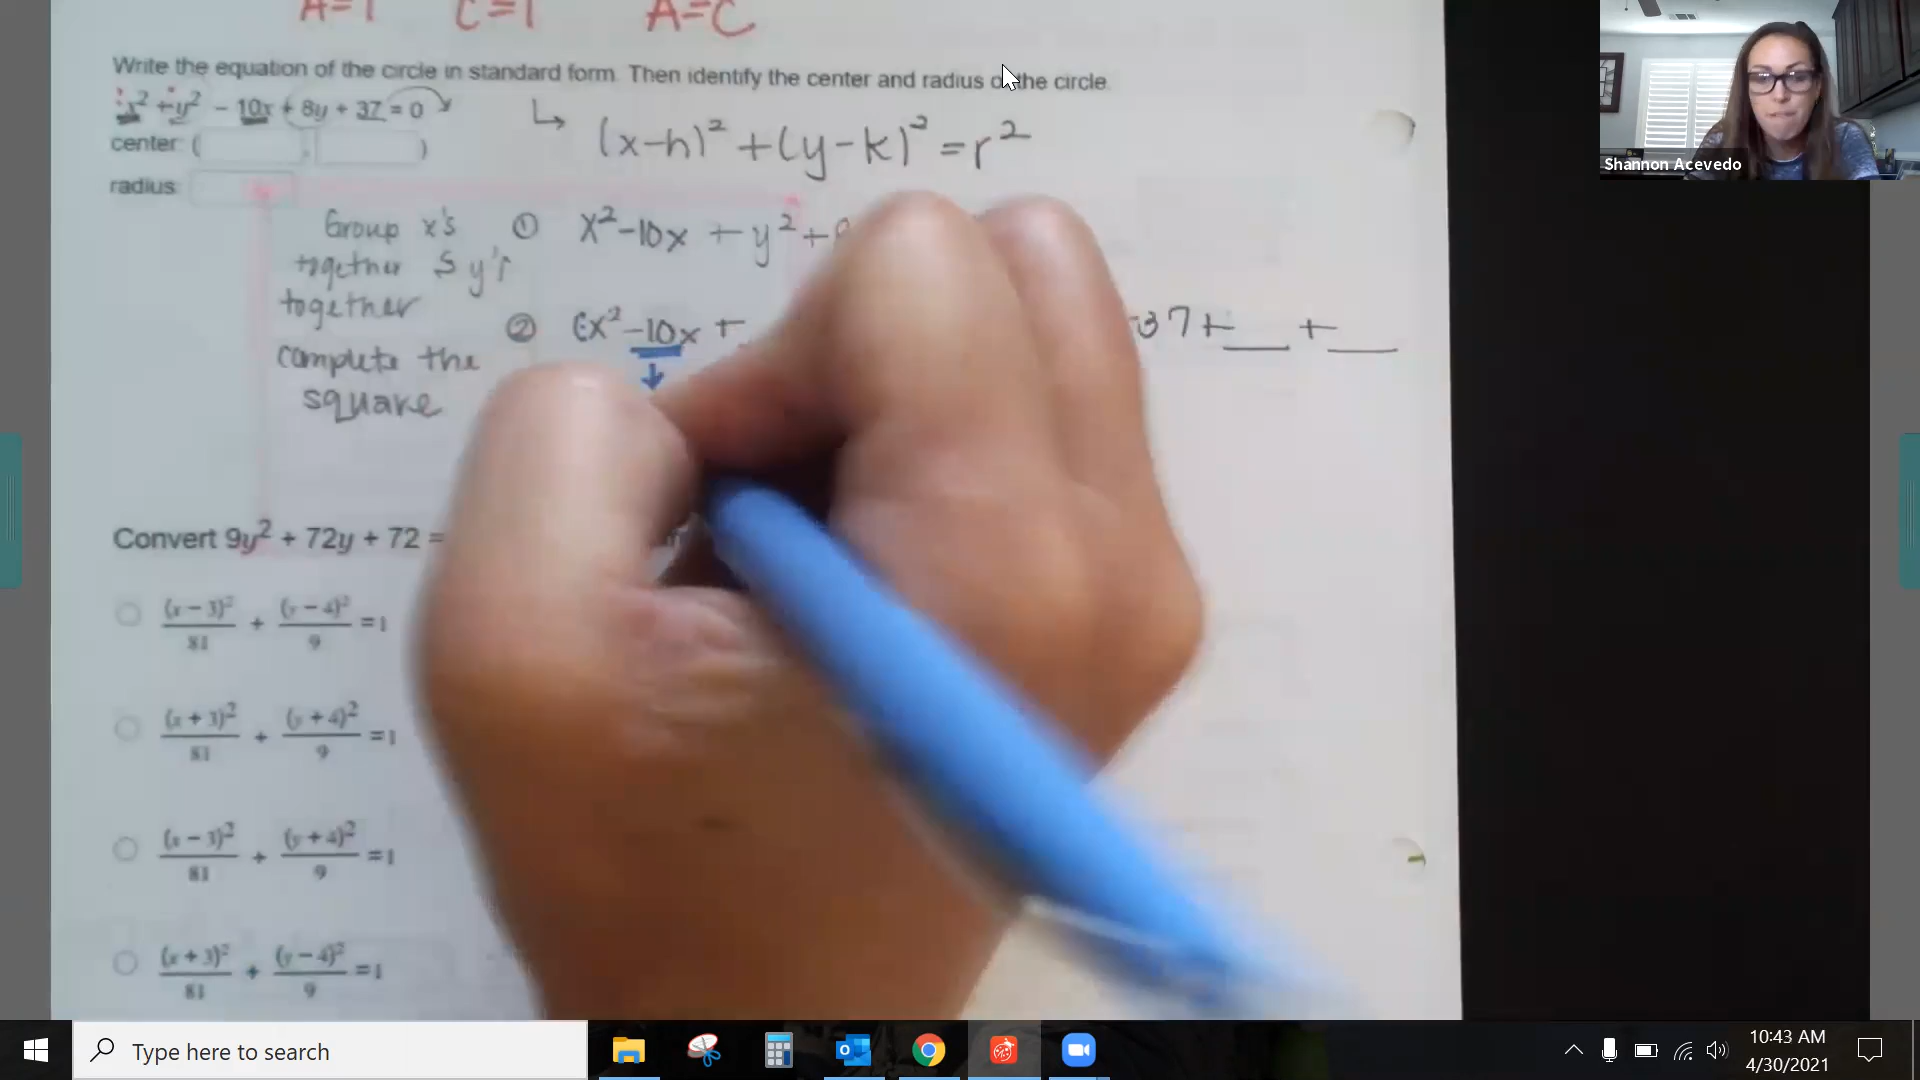 A=1 C=1 A=C
Write the equation of the circle in standard form. Then identify the center and radius of the circle.
x² + y² − 10x + 8y + 37 = 0
(x-h)² + (y-k)² = r²
center: ( , )
radius:
Group x's
together & y's
together
① x²-10x + y² +
② (x²-10x +
-37+__ + __
complete the
square
Convert 9y² + 72y + 72 =
(x − 3)²/81 + (y − 4)²/9 = 1
(x + 3)²/81 + (y + 4)²/9 = 1
(x − 3)²/81 + (y + 4)²/9 = 1
(x + 3)²/81 + (y − 4)²/9 = 1
Shannon Acevedo
Type here to search
10:43 AM
4/30/2021